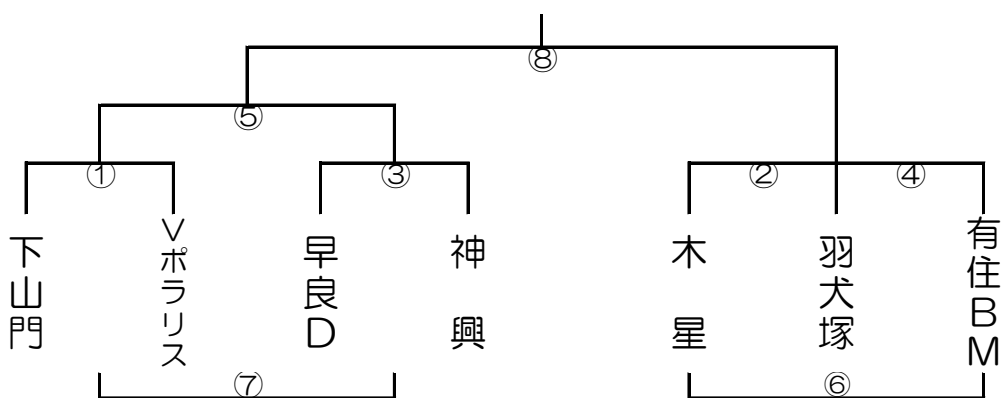 ⑧
⑤
① ③ ② ④
下山門
Vポラリス
早良D
神興
木星
羽犬塚
有住BM
⑦ ⑥